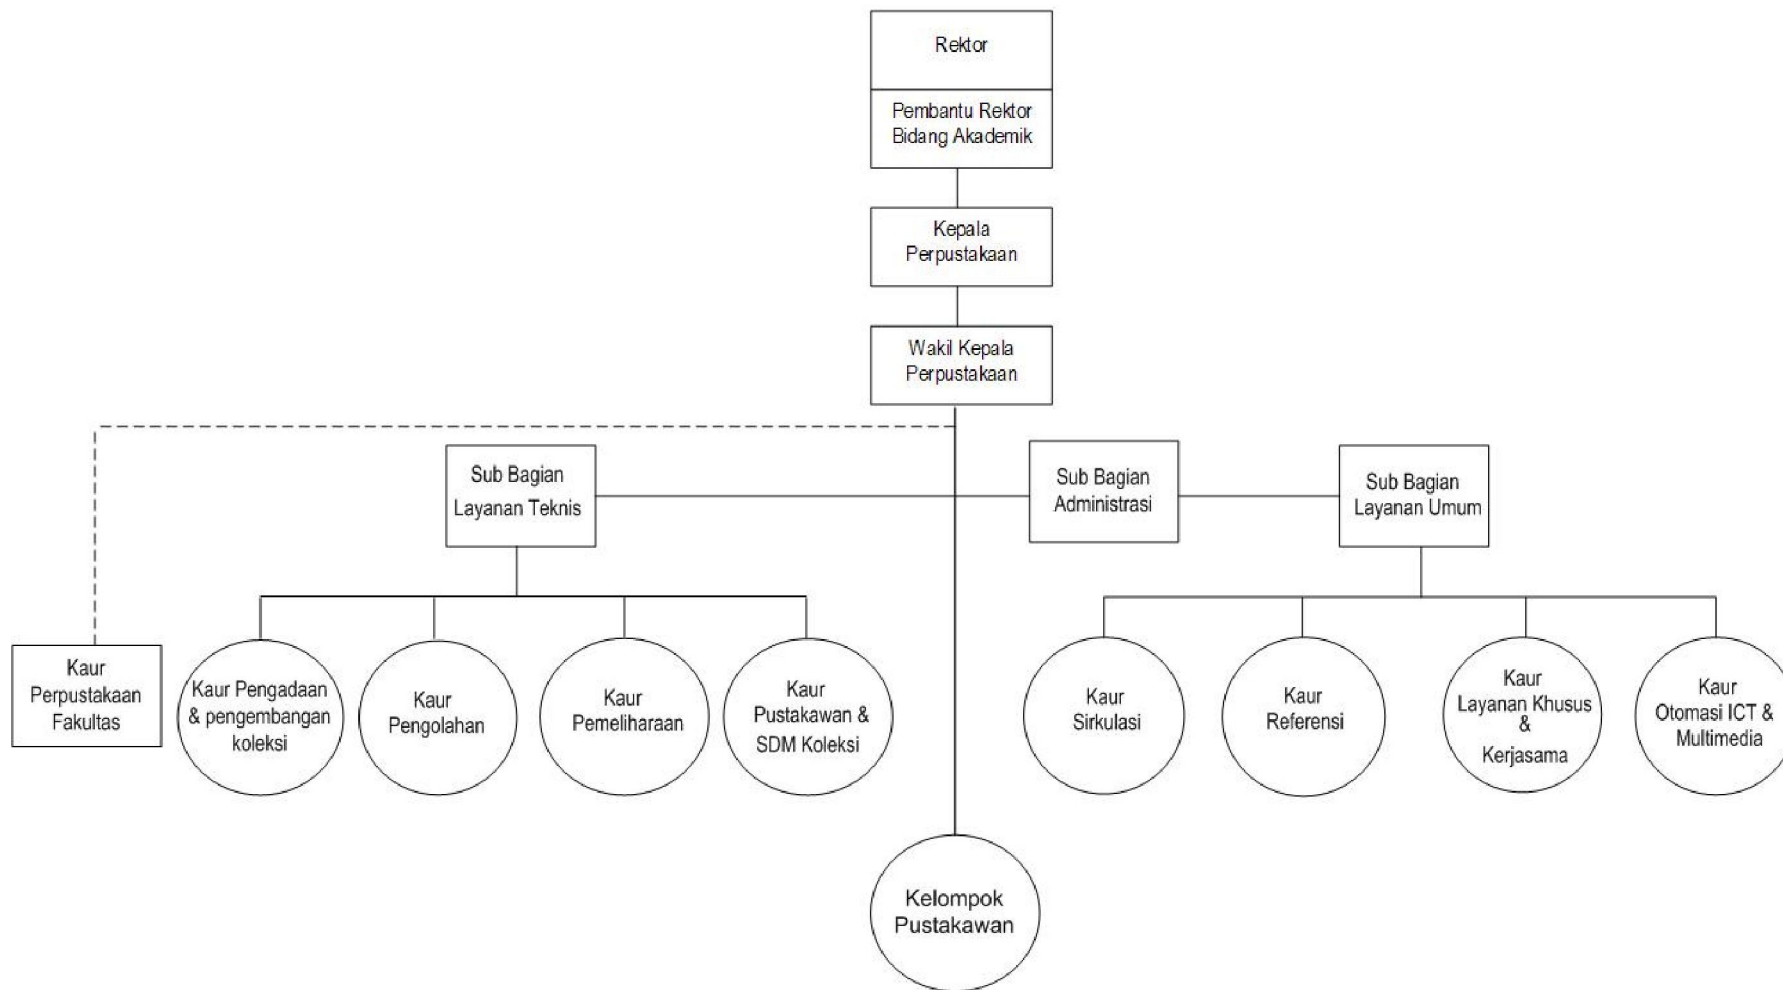 Rektor
Pembantu Rektor
Bidang Akademik
Kepala
Perpustakaan
Wakil Kepala
Perpustakaan
Sub Bagian
Layanan Teknis
Sub Bagian
Administrasi
Sub Bagian
Layanan Umum
Kaur
Perpustakaan
Fakultas
Kaur Pengadaan
& pengembangan
koleksi
Kaur
Pengolahan
Kaur
Pemeliharaan
Kaur
Pustakawan &
SDM Koleksi
Kaur
Sirkulasi
Kaur
Referensi
Kaur
Layanan Khusus
&
Kerjasama
Kaur
Otomasi ICT &
Multimedia
Kelompok
Pustakawan